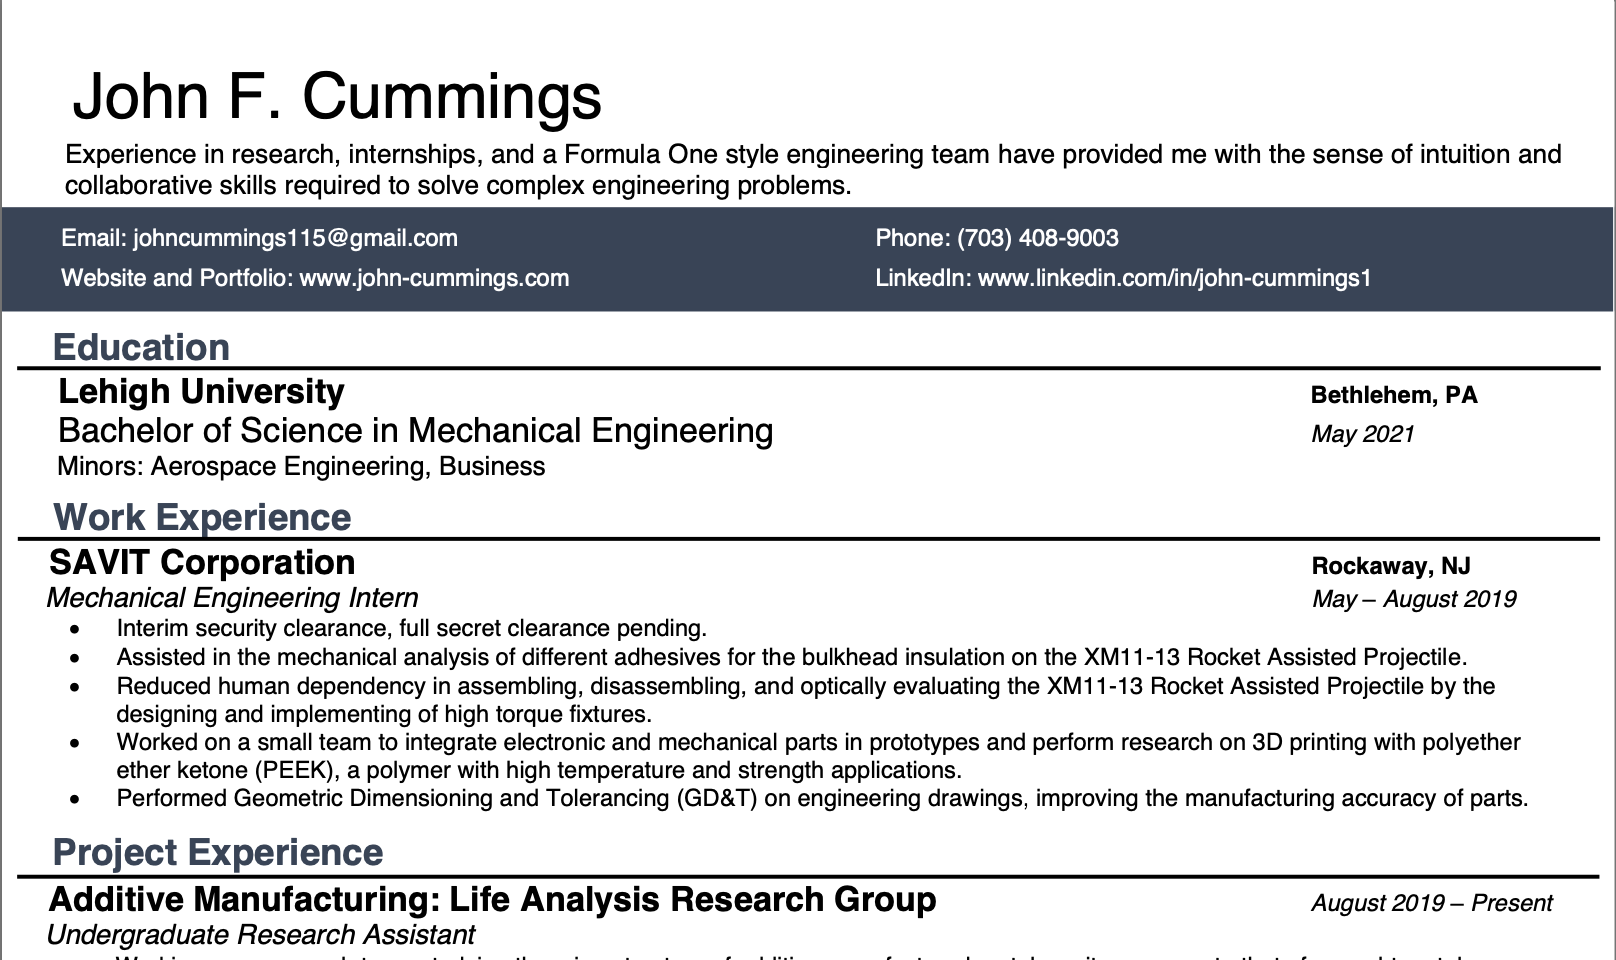 John F. Cummings
Experience in research, internships, and a Formula One style engineering team have provided me with the sense of intuition and
collaborative skills required to solve complex engineering problems.
Email: johncummings115@gmail.com Phone: (703) 408-9003
Website and Portfolio: www.john-cummings.com LinkedIn: www.linkedin.com/in/john-cummings1
Education
Lehigh University Bethlehem, PA
Bachelor of Science in Mechanical Engineering May 2021
Minors: Aerospace Engineering, Business
Work Experience
SAVIT Corporation Rockaway, NJ
Mechanical Engineering Intern May – August 2019
• Interim security clearance, full secret clearance pending.
• Assisted in the mechanical analysis of different adhesives for the bulkhead insulation on the XM11-13 Rocket Assisted Projectile.
• Reduced human dependency in assembling, disassembling, and optically evaluating the XM11-13 Rocket Assisted Projectile by the
designing and implementing of high torque fixtures.
• Worked on a small team to integrate electronic and mechanical parts in prototypes and perform research on 3D printing with polyether
ether ketone (PEEK), a polymer with high temperature and strength applications.
• Performed Geometric Dimensioning and Tolerancing (GD&T) on engineering drawings, improving the manufacturing accuracy of parts.
Project Experience
Additive Manufacturing: Life Analysis Research Group August 2019 – Present
Undergraduate Research Assistant